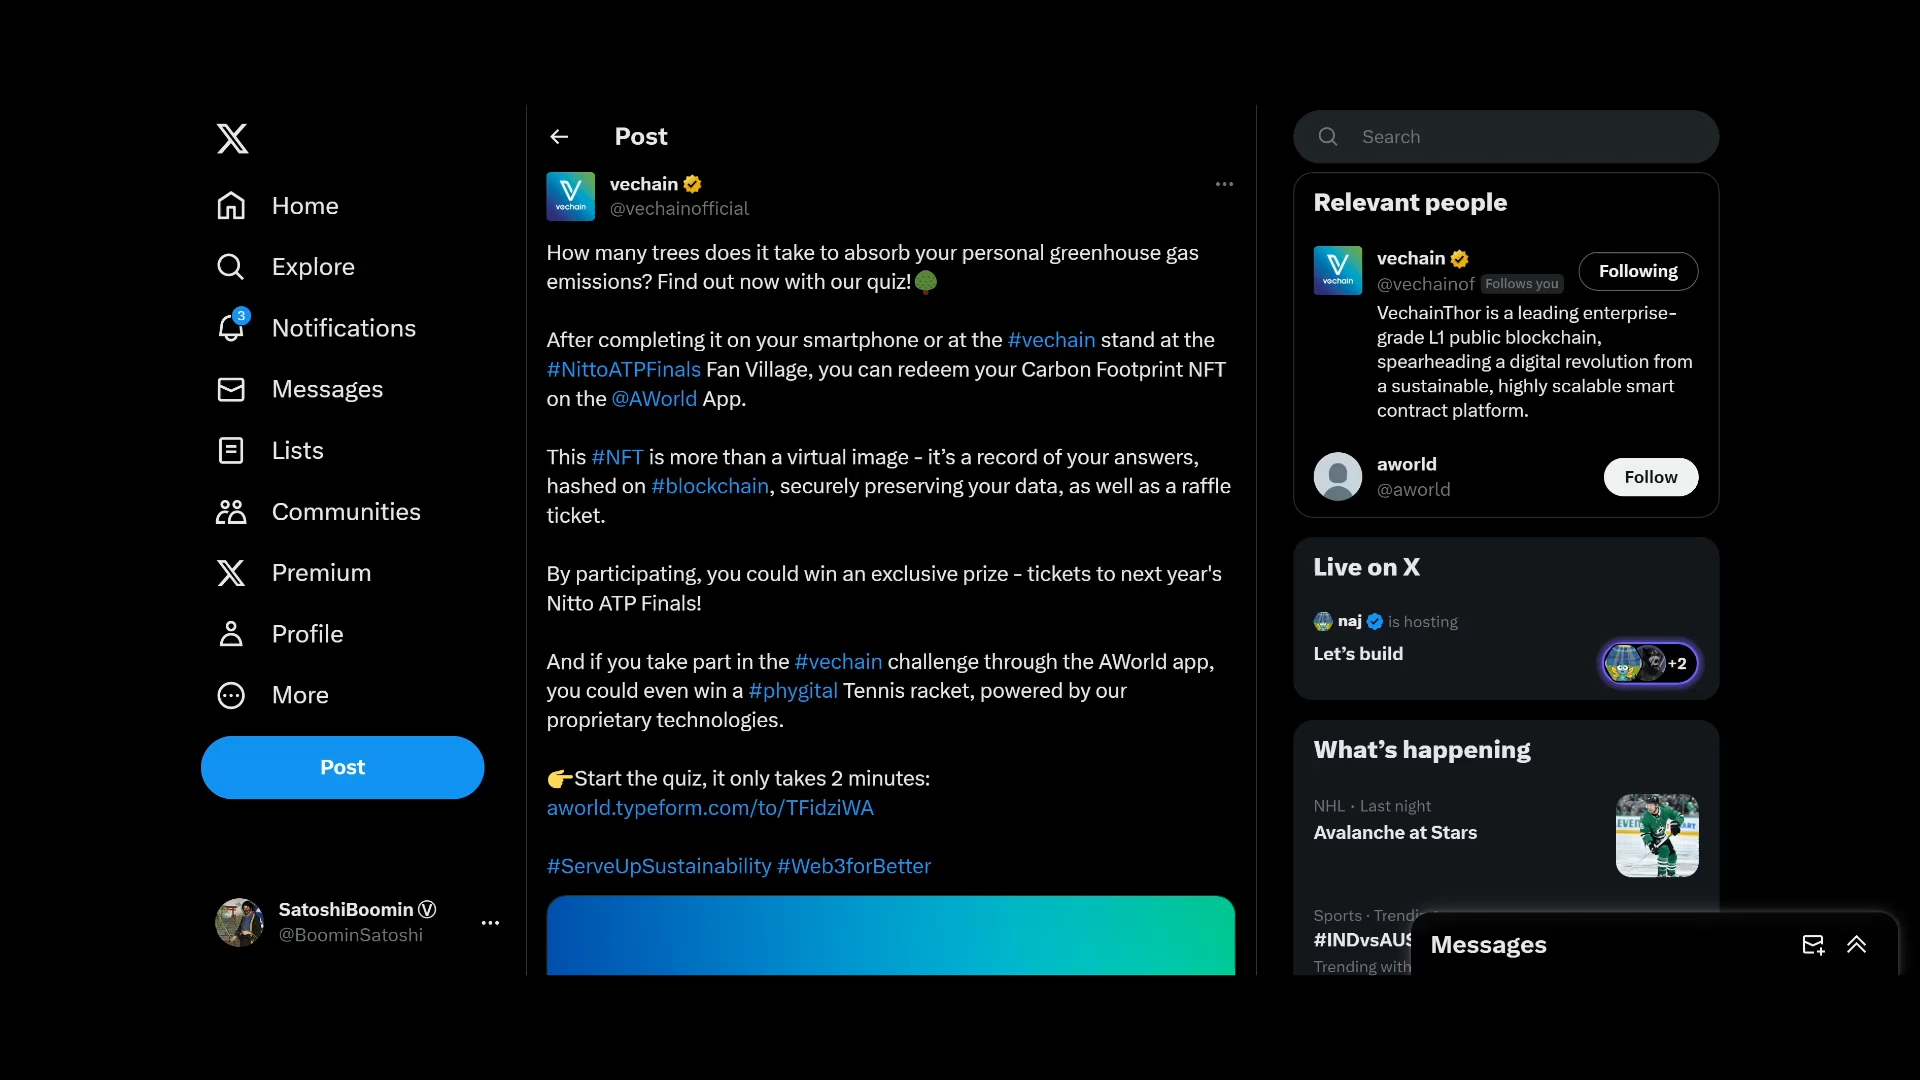 Home
Explore
3
Notifications
Messages
Lists
Communities
Premium
Profile
More
Post
SatoshiBoomin
@BoominSatoshi
Post
vechain
vechain
@vechainofficial
How many trees does it take to absorb your personal greenhouse gas
emissions? Find out now with our quiz!🌳
After completing it on your smartphone or at the #vechain stand at the
#NittoATPFinals Fan Village, you can redeem your Carbon Footprint NFT
on the @AWorld App.
This #NFT is more than a virtual image - it’s a record of your answers,
hashed on #blockchain, securely preserving your data, as well as a raffle
ticket.
By participating, you could win an exclusive prize - tickets to next year's
Nitto ATP Finals!
And if you take part in the #vechain challenge through the AWorld app,
you could even win a #phygital Tennis racket, powered by our
proprietary technologies.
👉Start the quiz, it only takes 2 minutes:
aworld.typeform.com/to/TFidziWA
#ServeUpSustainability #Web3forBetter
Search
Relevant people
vechain
vechain
@vechainof Follows you
Following
VechainThor is a leading enterprise-
grade L1 public blockchain,
spearheading a digital revolution from
a sustainable, highly scalable smart
contract platform.
aworld
@aworld
Follow
Live on X
naj is hosting
Let’s build
+2
What’s happening
NHL · Last night
Avalanche at Stars
Sports · Trending
#INDvsAUS
Trending with
Messages